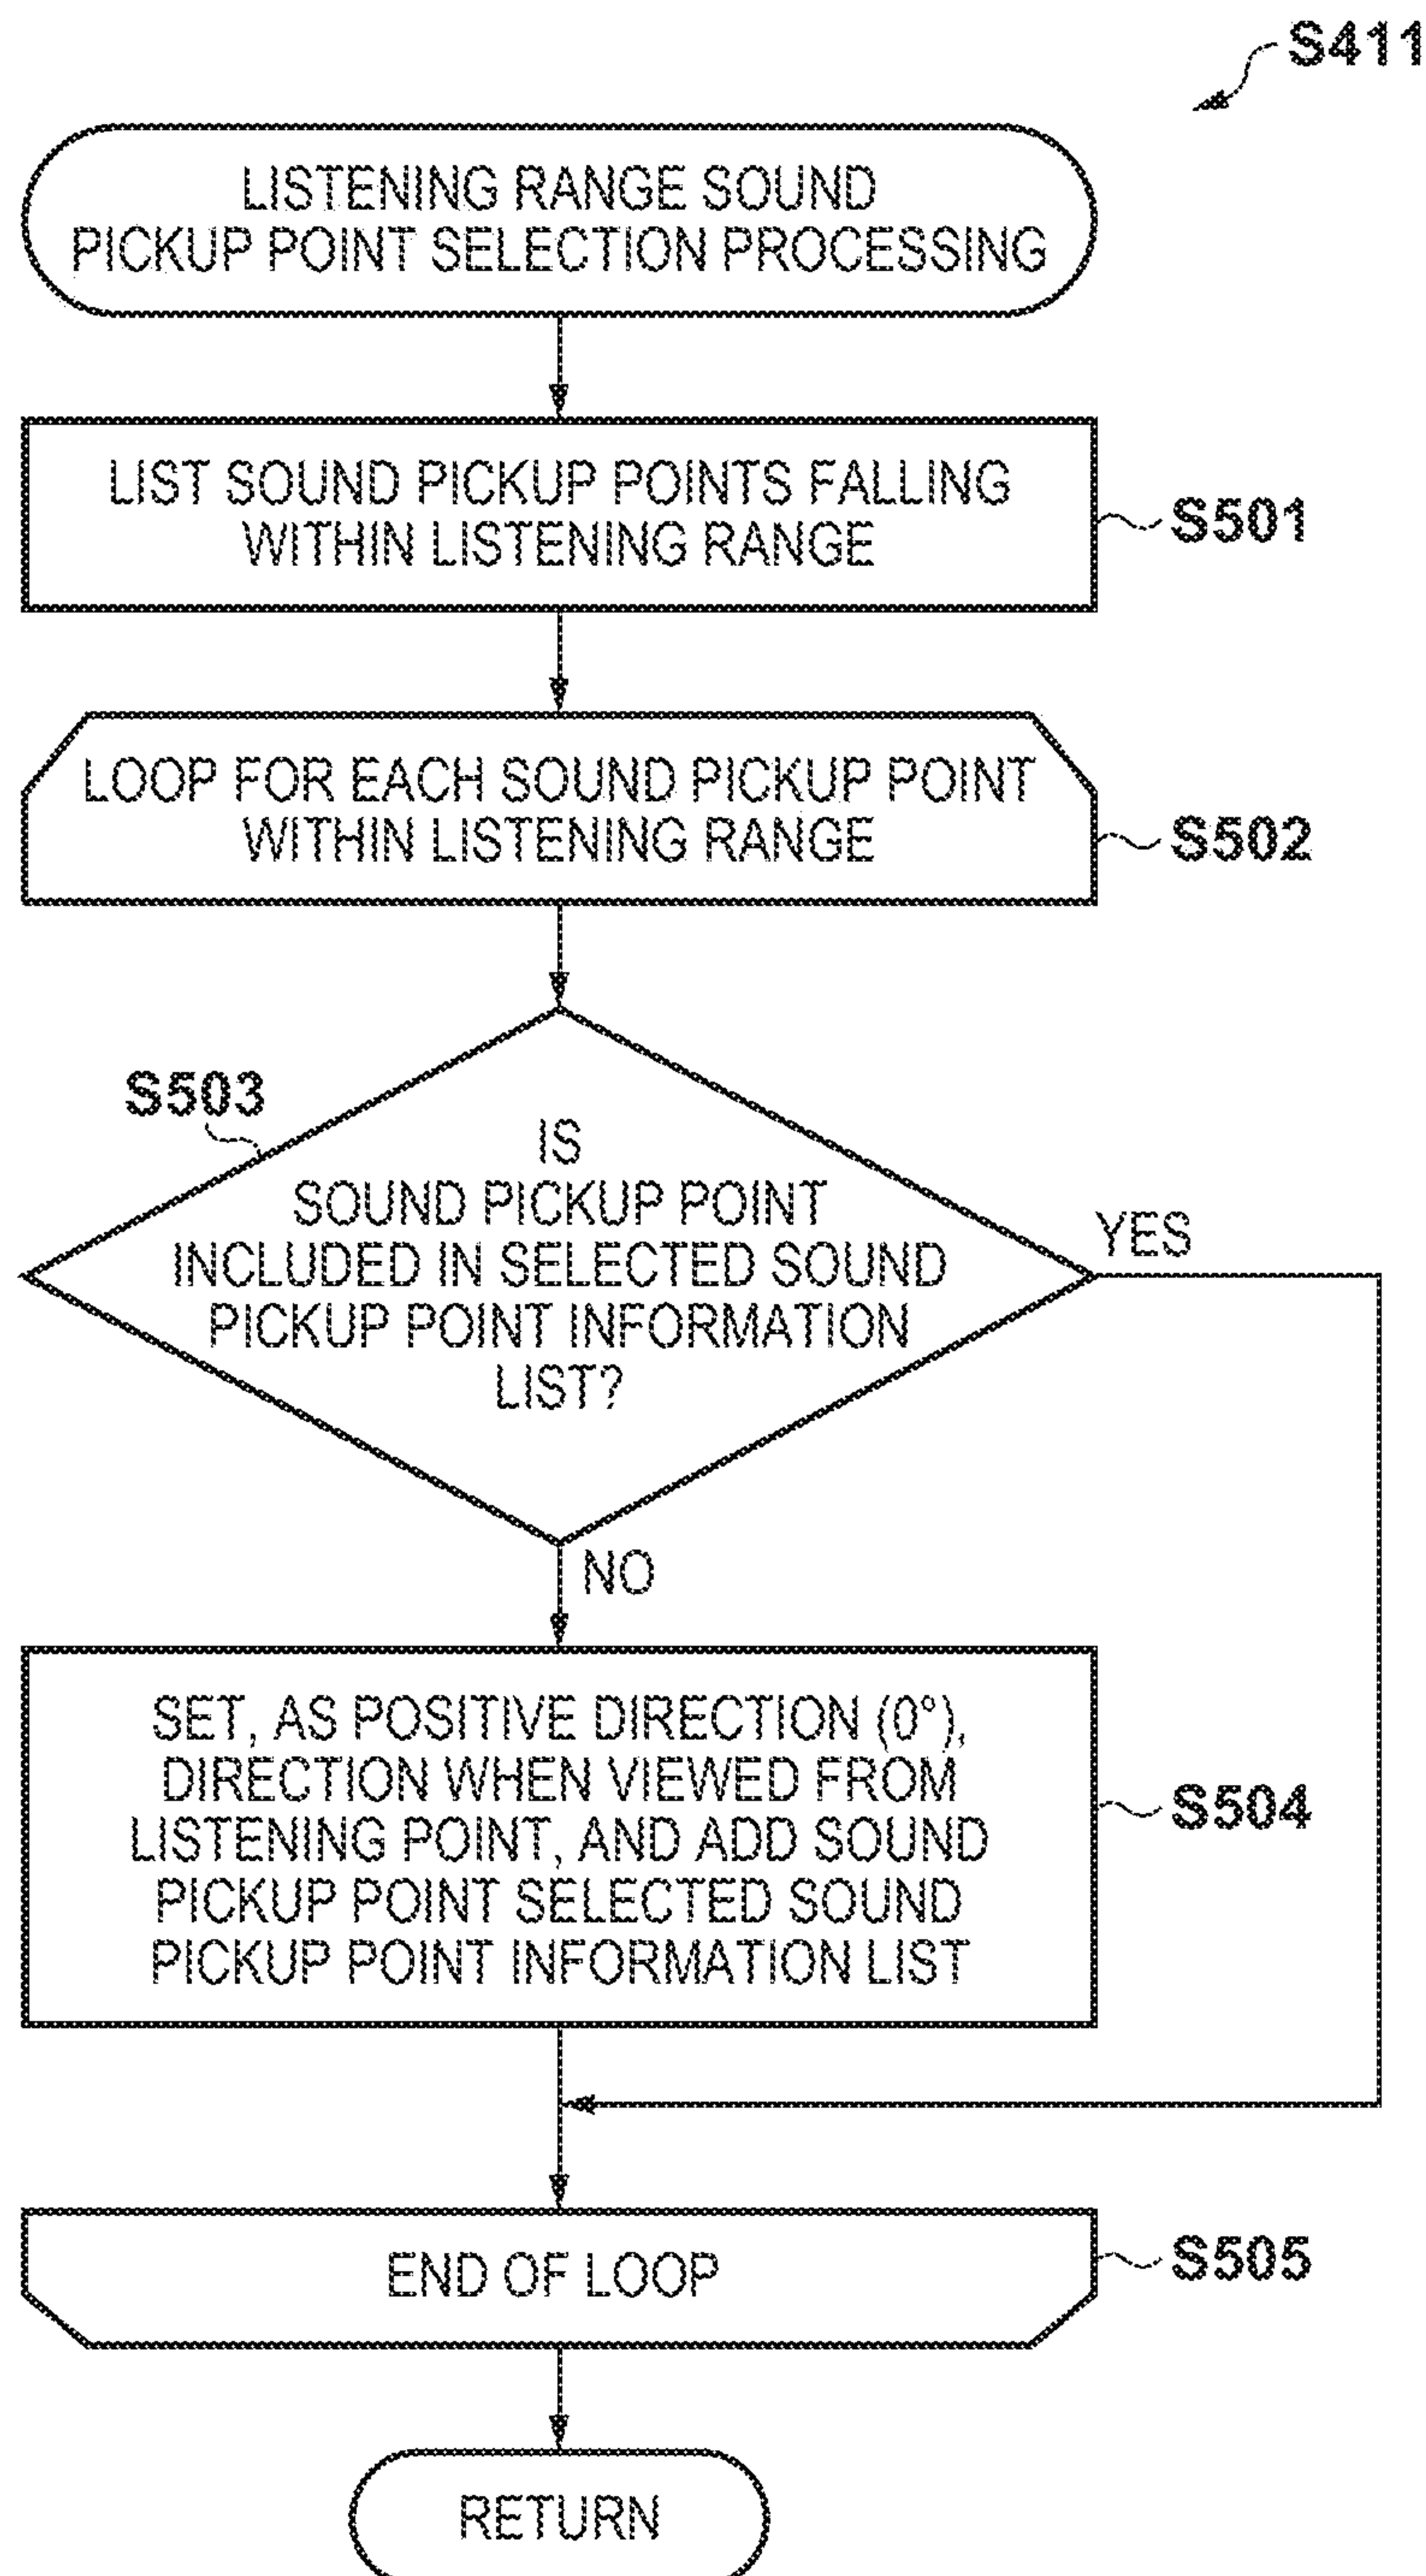 S411
LISTENING RANGE SOUND
PICKUP POINT SELECTION PROCESSING
LIST SOUND PICKUP POINTS FALLING
WITHIN LISTENING RANGE
S501
LOOP FOR EACH SOUND PICKUP POINT
WITHIN LISTENING RANGE
S502
S503
IS
SOUND PICKUP POINT
INCLUDED IN SELECTED SOUND
PICKUP POINT INFORMATION
LIST?
YES
NO
SET, AS POSITIVE DIRECTION (0°),
DIRECTION WHEN VIEWED FROM
LISTENING POINT, AND ADD SOUND
PICKUP POINT SELECTED SOUND
PICKUP POINT INFORMATION LIST
S504
END OF LOOP
S505
RETURN